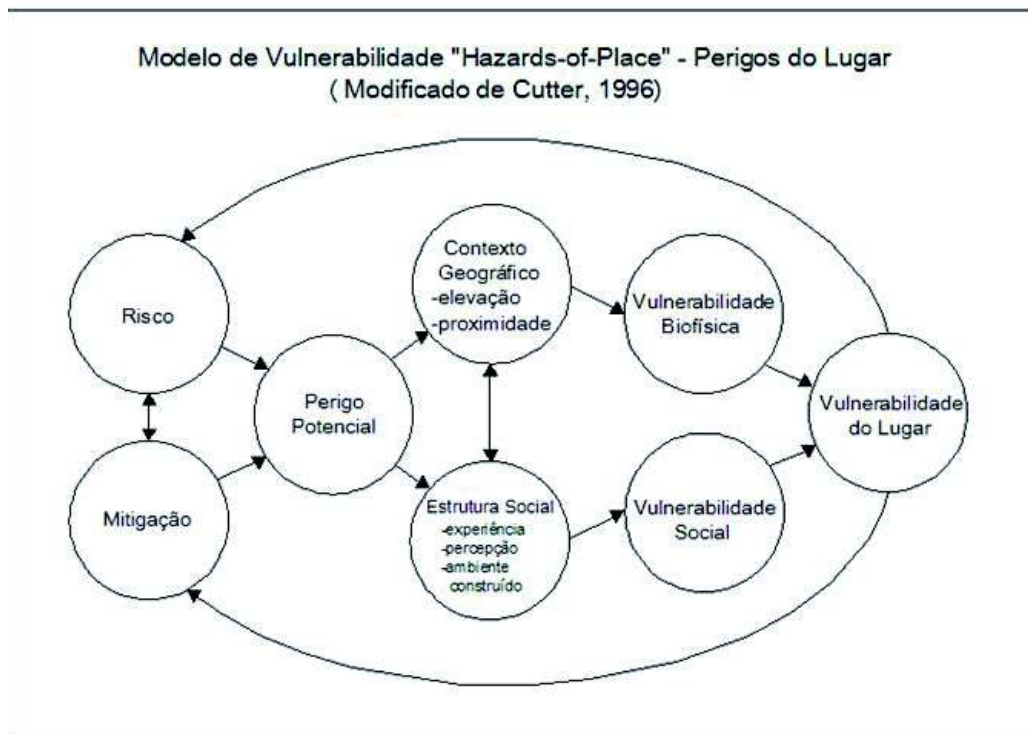 Modelo de Vulnerabilidade "Hazards-of-Place" - Perigos do Lugar
( Modificado de Cutter, 1996)
Risco
Mitigação
Perigo
Potencial
Contexto
Geográfico
-elevação
-proximidade
Estrutura Social
-experiência
-percepção
-ambiente
construído
Vulnerabilidade
Biofísica
Vulnerabilidade
Social
Vulnerabilidade
do Lugar